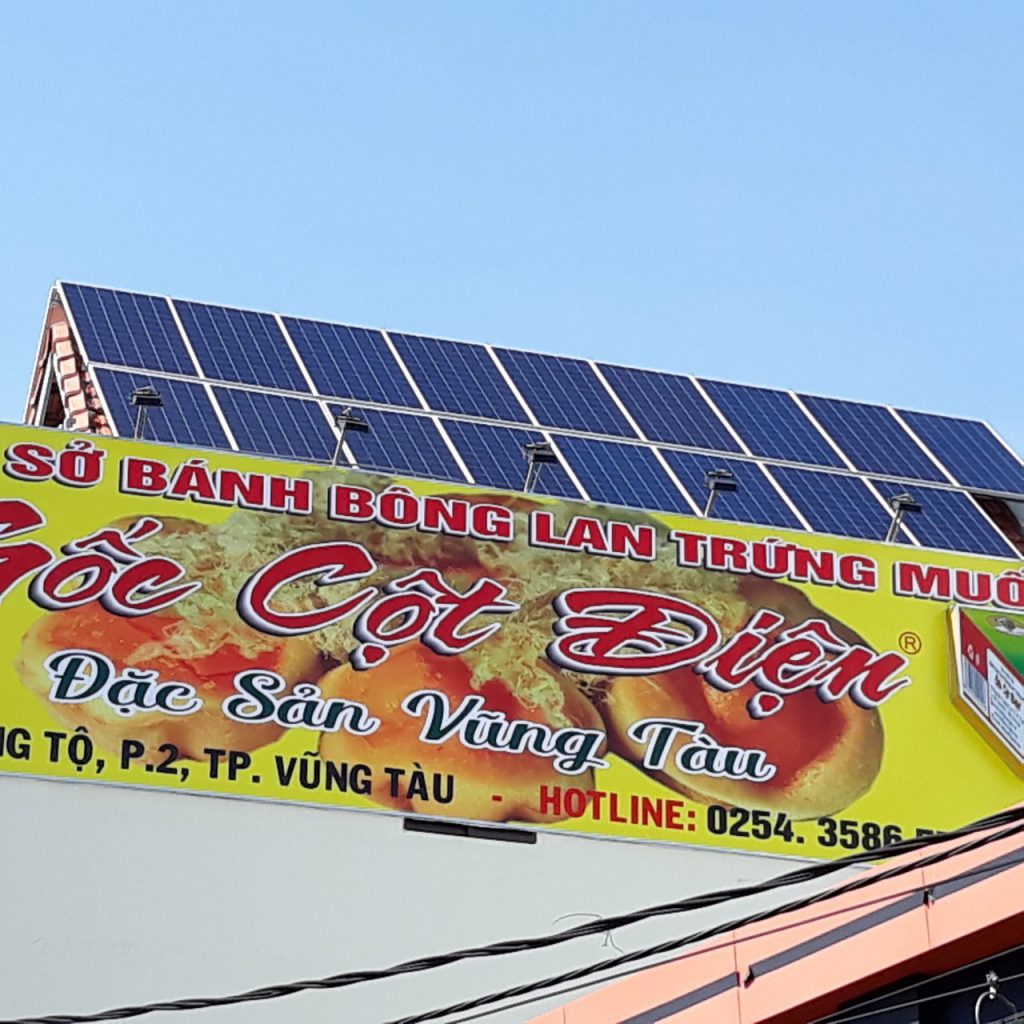 SỞ BÁNH BÔNG LAN TRỨNG MUỐ
Gốc Cột Điện ®
Đặc Sản Vũng Tàu
NG TỘ, P.2, TP. VŨNG TÀU - HOTLINE: 0254. 3586